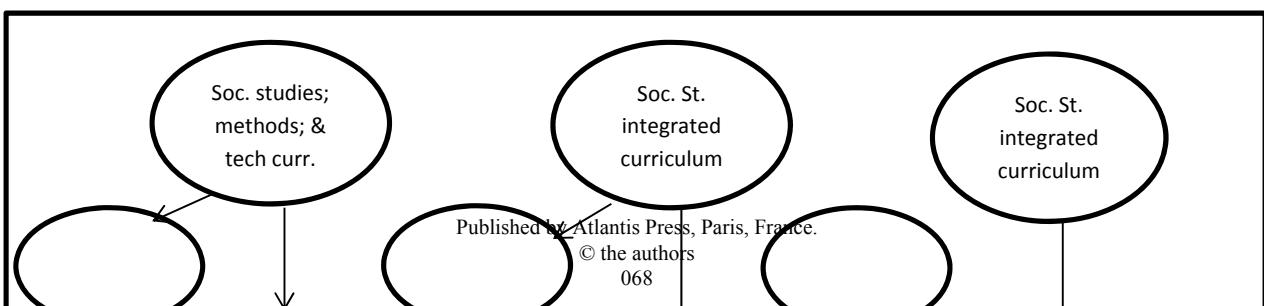 Soc. studies;
methods; &
tech curr.
Soc. St.
integrated
curriculum
Soc. St.
integrated
curriculum
Published by Atlantis Press, Paris, France.
© the authors
068